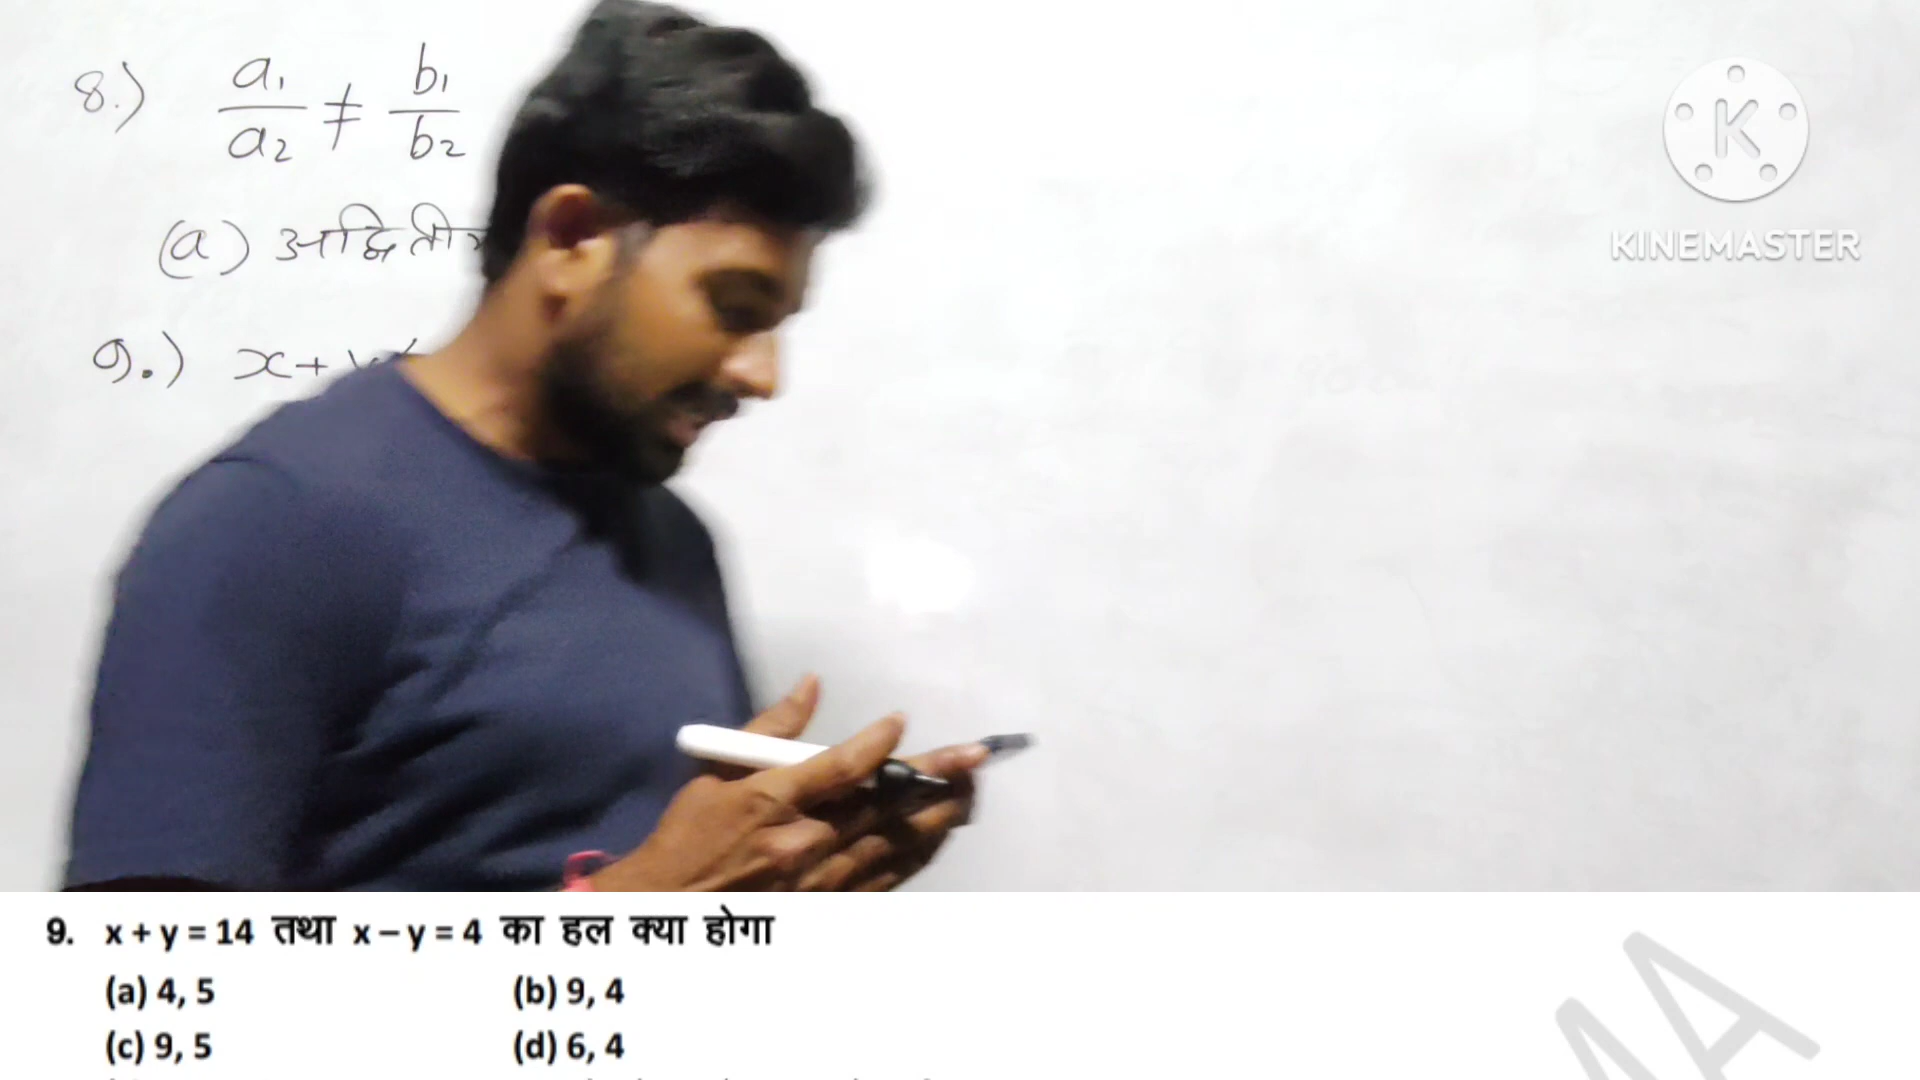 8.) a₁/a₂ ≠ b₁/b₂
(a)
9.) x+
K
KINEMASTER
9. x + y = 14 तथा x – y = 4 का हल क्या होगा
(a) 4, 5 (b) 9, 4
(c) 9, 5 (d) 6, 4
MA